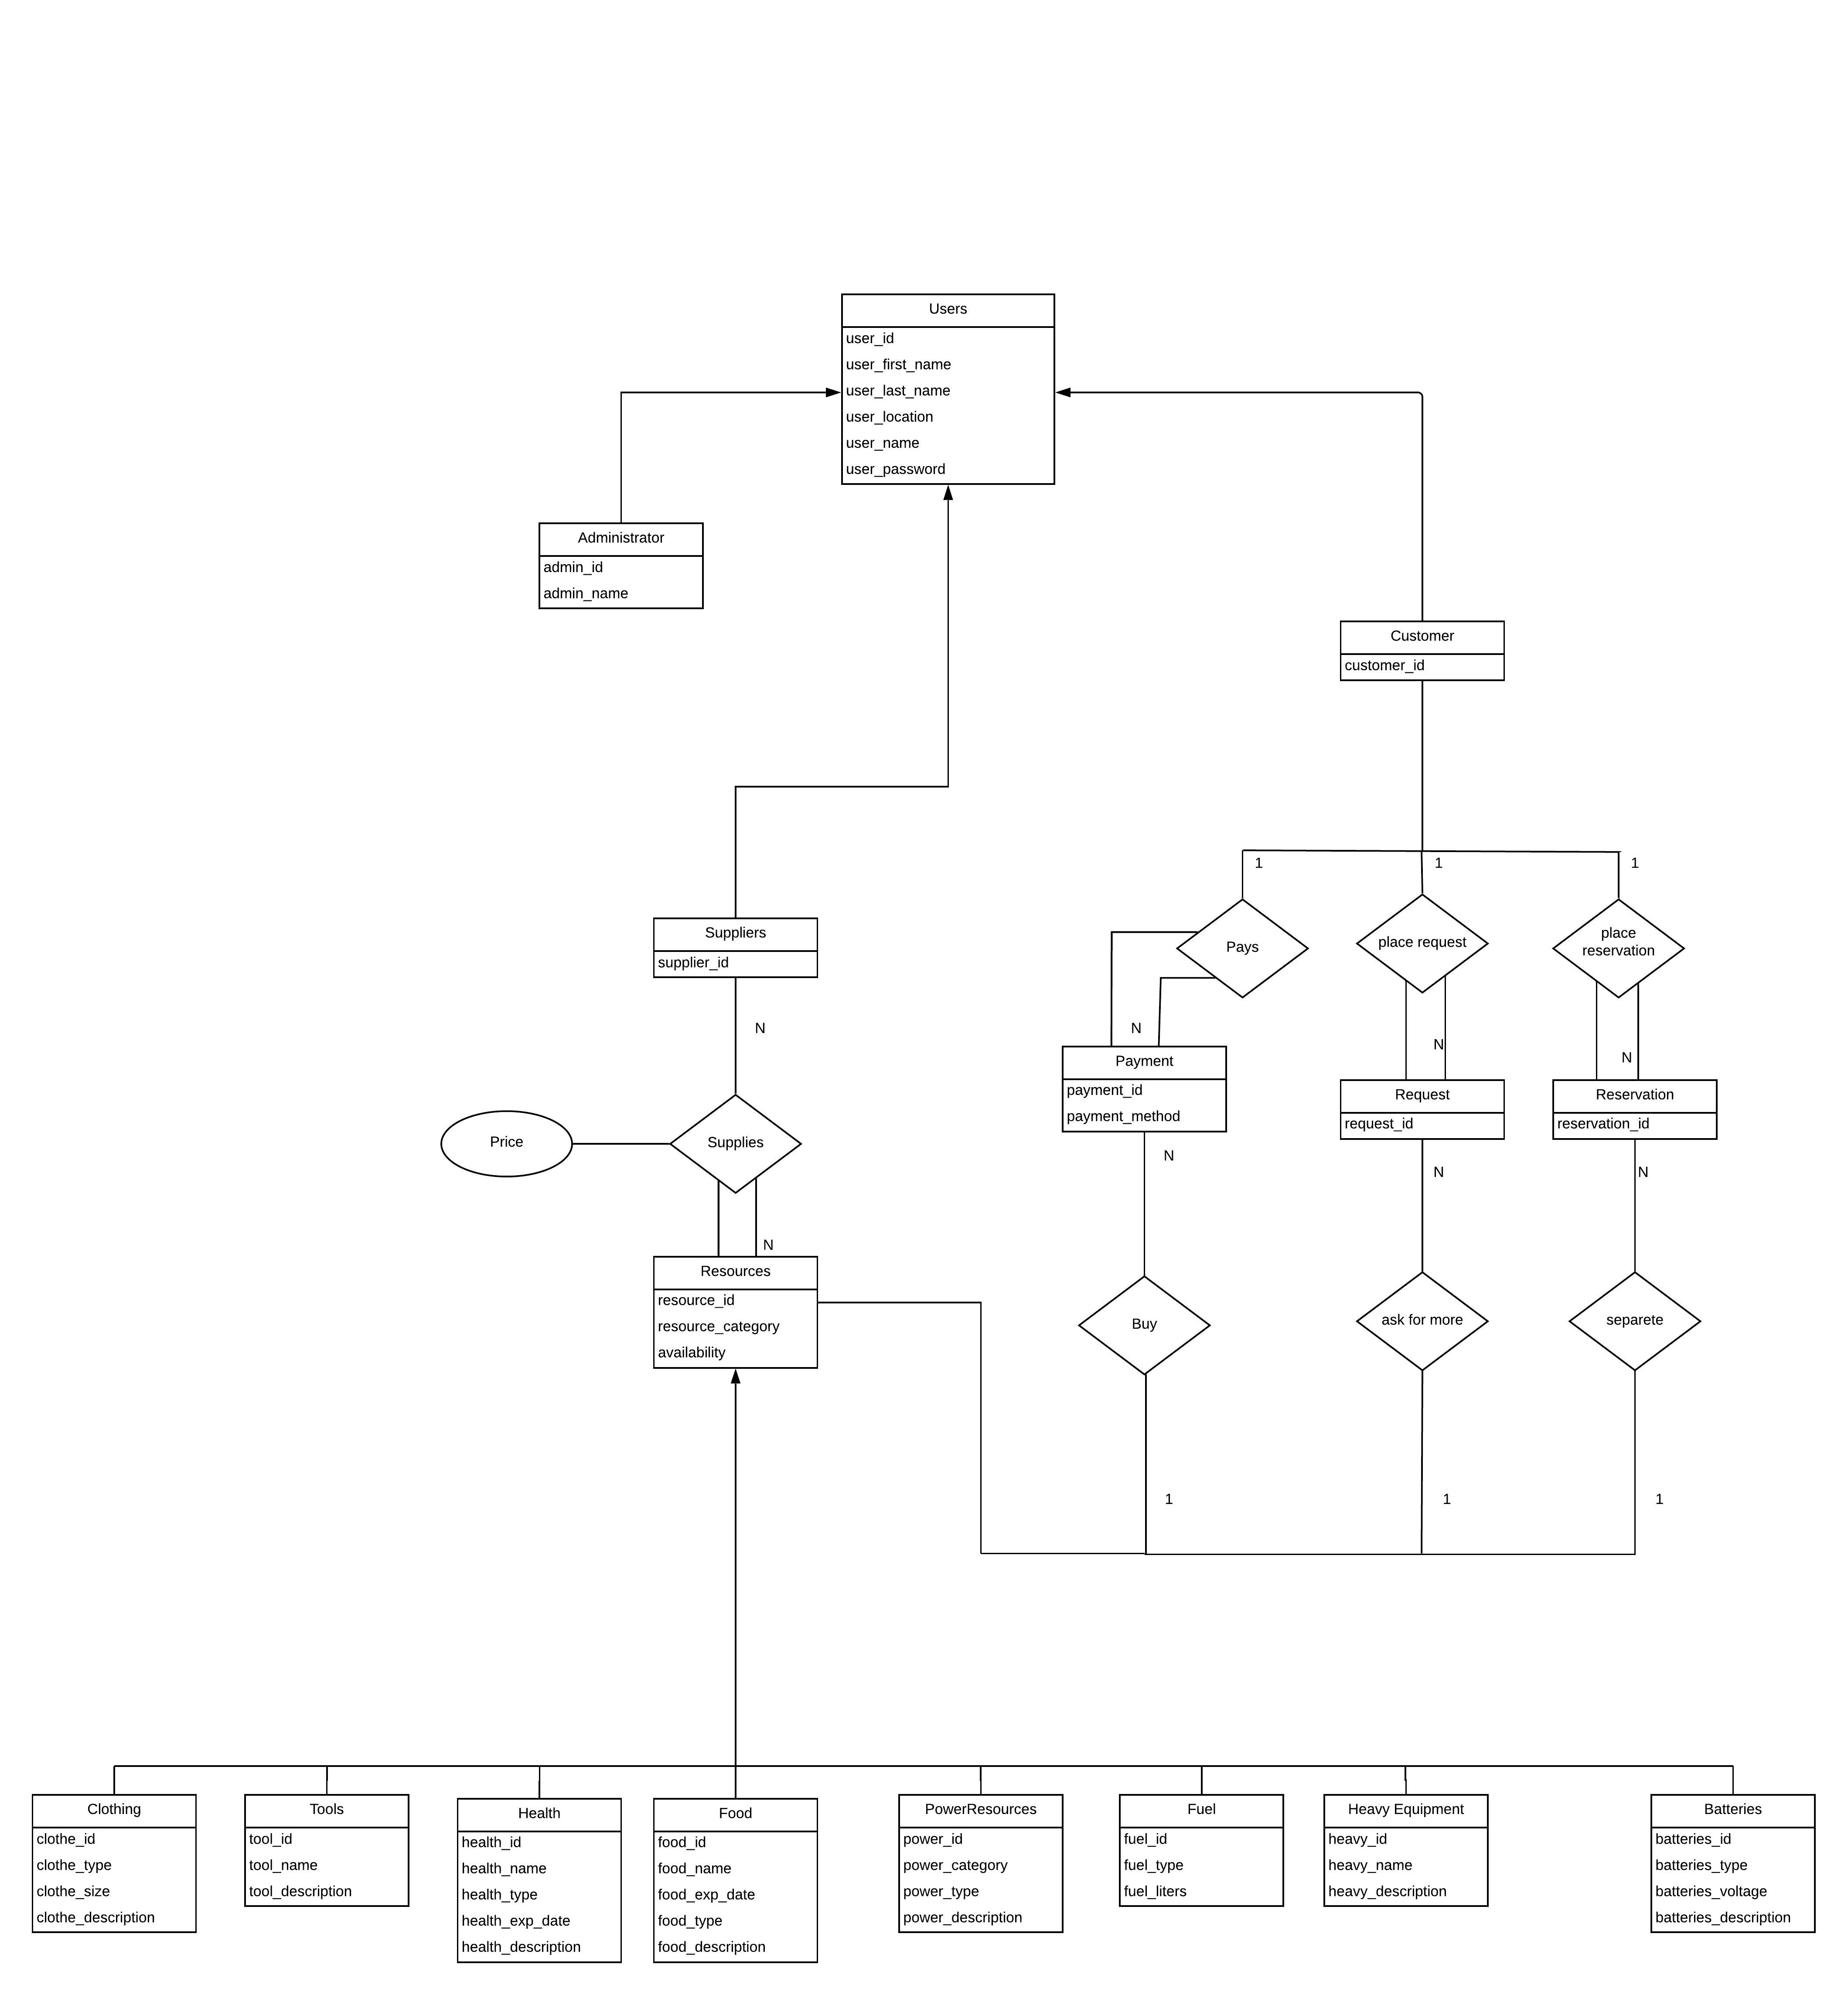 Users
user_id
user_first_name
user_last_name
user_location
user_name
user_password
Administrator
admin_id
admin_name
Customer
customer_id
1
1
1
Suppliers
supplier_id
Pays
place request
place
reservation
N
N
N
N
Payment
payment_id
payment_method
Request
request_id
Reservation
reservation_id
Price
Supplies
N
N
N
N
Resources
resource_id
resource_category
availability
Buy
ask for more
separete
1
1
1
Clothing
clothe_id
clothe_type
clothe_size
clothe_description
Tools
tool_id
tool_name
tool_description
Health
health_id
health_name
health_type
health_exp_date
health_description
Food
food_id
food_name
food_exp_date
food_type
food_description
PowerResources
power_id
power_category
power_type
power_description
Fuel
fuel_id
fuel_type
fuel_liters
Heavy Equipment
heavy_id
heavy_name
heavy_description
Batteries
batteries_id
batteries_type
batteries_voltage
batteries_description